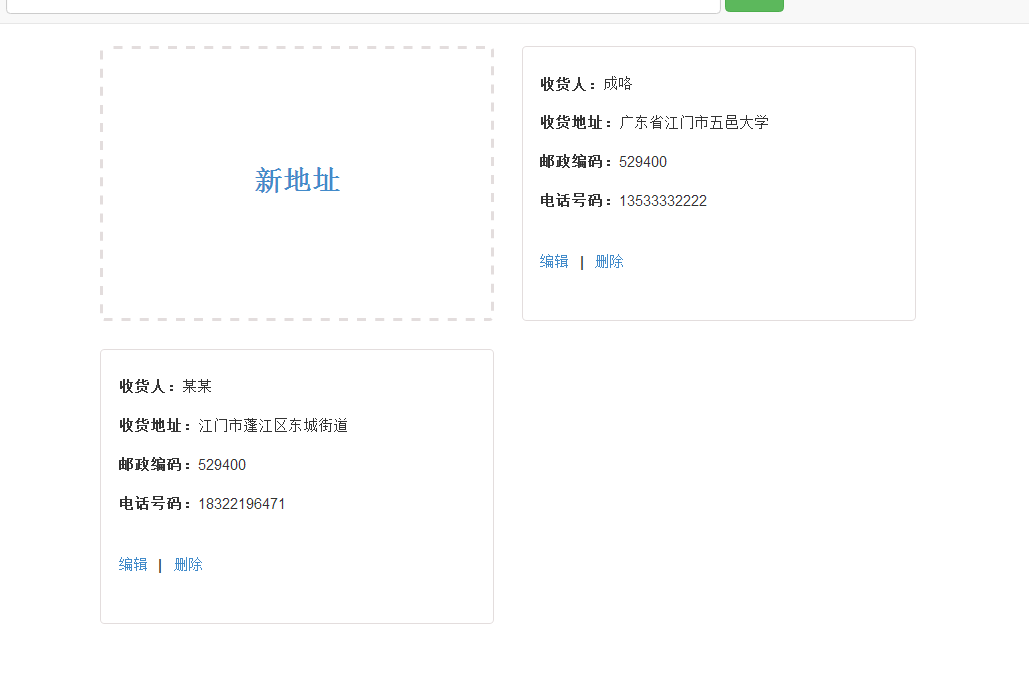 新地址
收货人：成咯
收货地址：广东省江门市五邑大学
邮政编码：529400
电话号码：13533332222
编辑 | 删除
收货人：某某
收货地址：江门市蓬江区东城街道
邮政编码：529400
电话号码：18322196471
编辑 | 删除